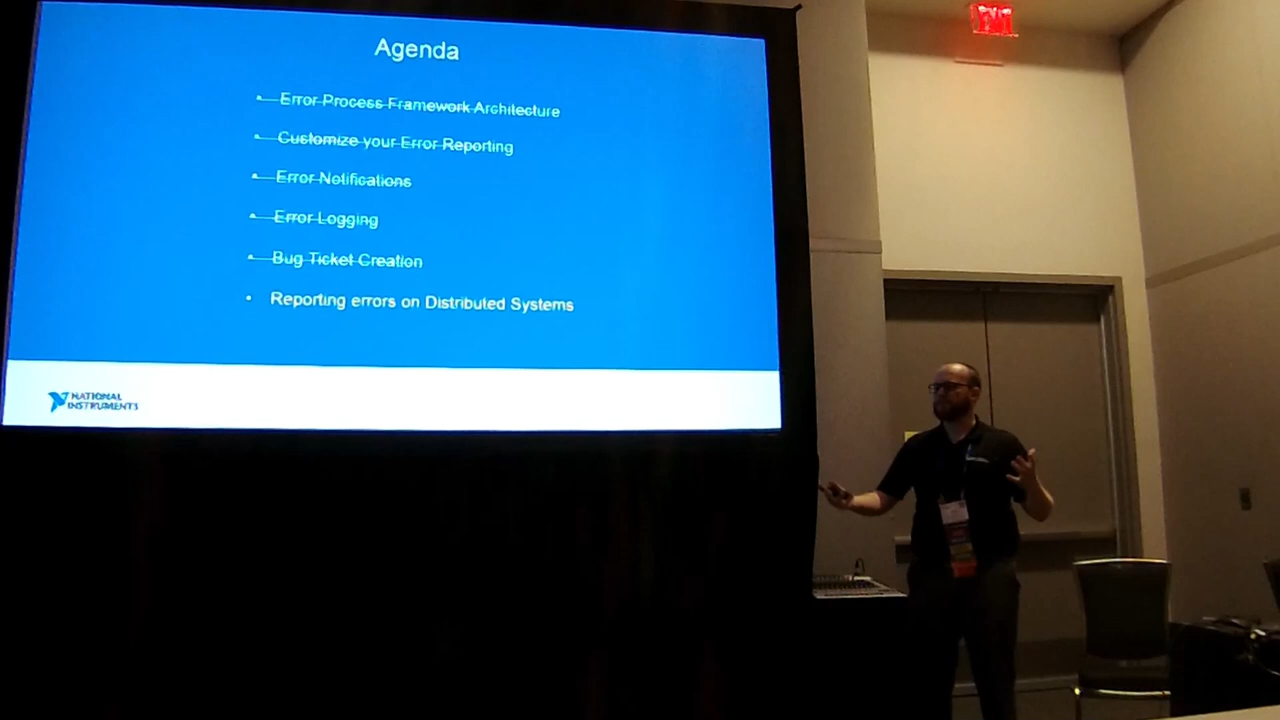 Agenda
• Error Process Framework Architecture
• Customize your Error Reporting
• Error Notifications
• Error Logging
• Bug Ticket Creation
• Reporting errors on Distributed Systems
NATIONAL
INSTRUMENTS
EXIT